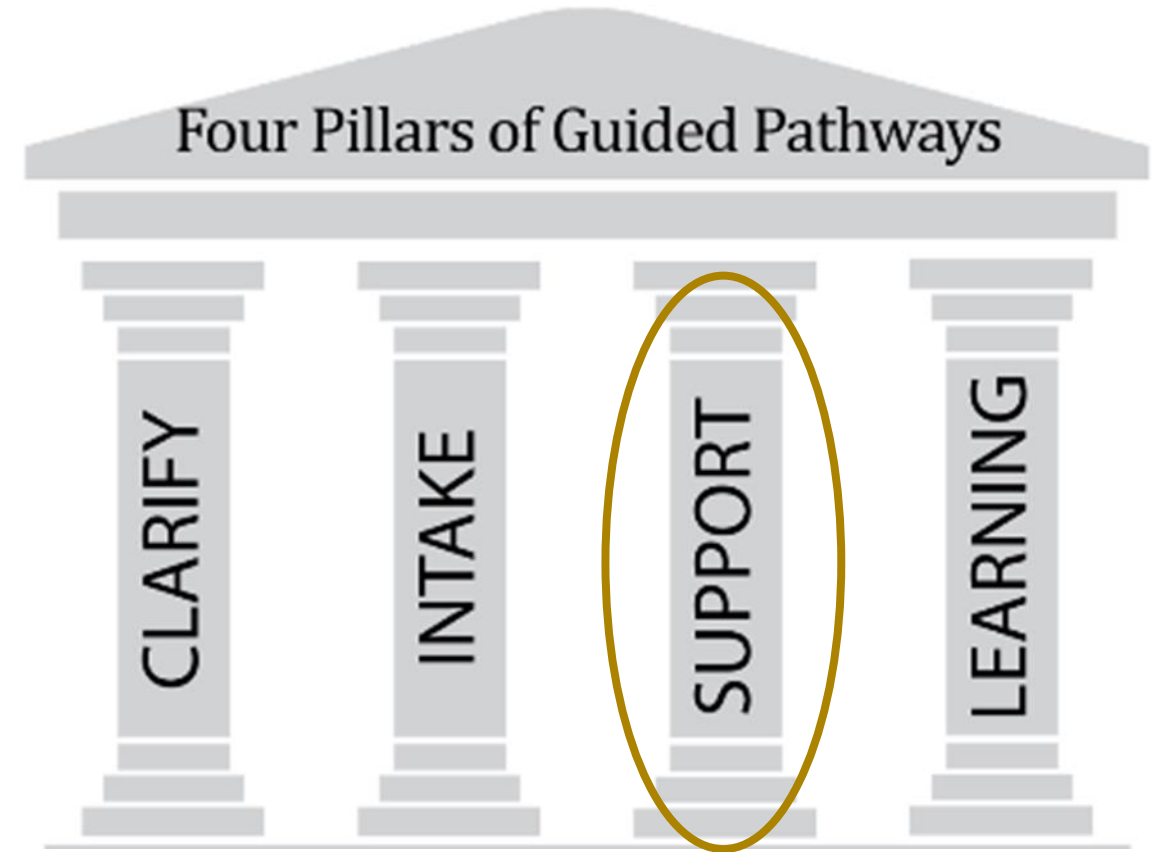 Four Pillars of Guided Pathways
CLARIFY
INTAKE
SUPPORT
LEARNING